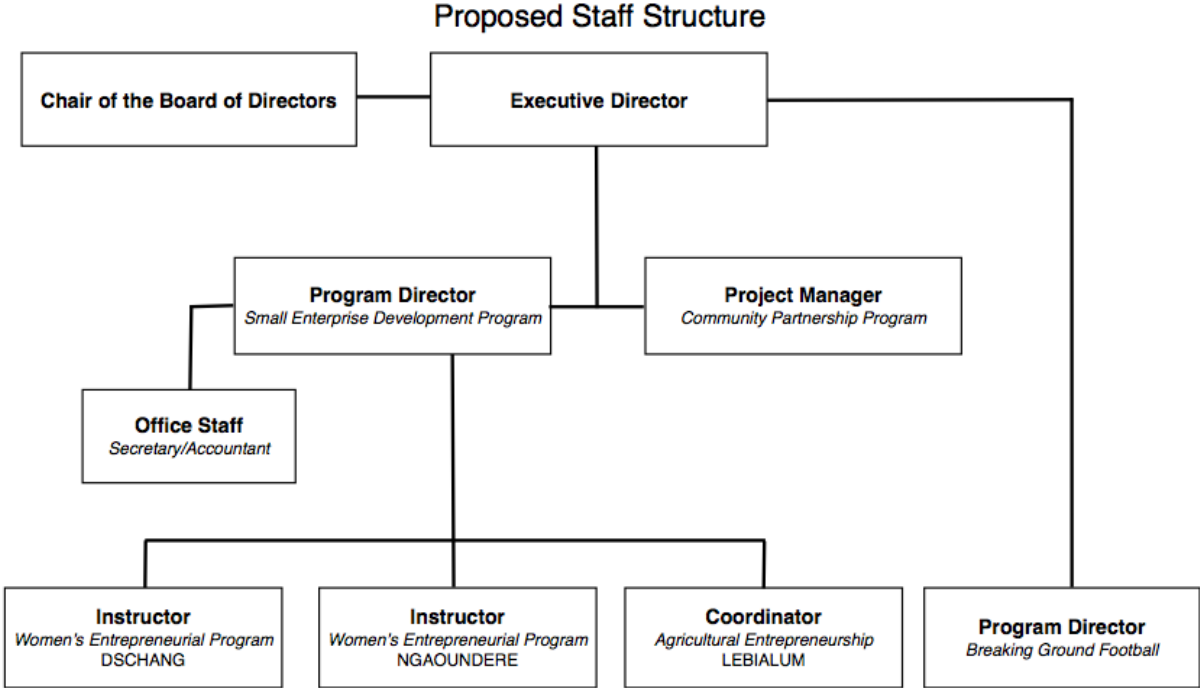 Proposed Staff Structure
Chair of the Board of Directors
Executive Director
Program Director
Small Enterprise Development Program
Project Manager
Community Partnership Program
Office Staff
Secretary/Accountant
Instructor
Women's Entrepreneurial Program
DSCHANG
Instructor
Women's Entrepreneurial Program
NGAOUNDERE
Coordinator
Agricultural Entrepreneurship
LEBIALUM
Program Director
Breaking Ground Football